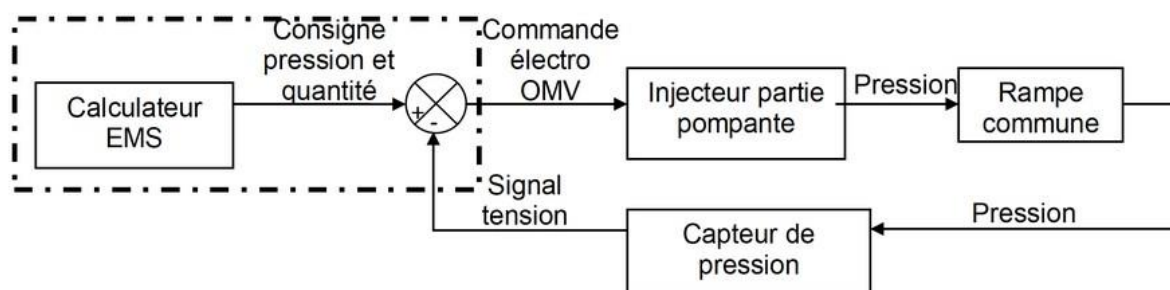 Consigne
pression et
quantité
Commande
électro
OMV
Calculateur
EMS
+
-
Injecteur partie
pompante
Pression
Rampe
commune
Signal
tension
Capteur de
pression
Pression